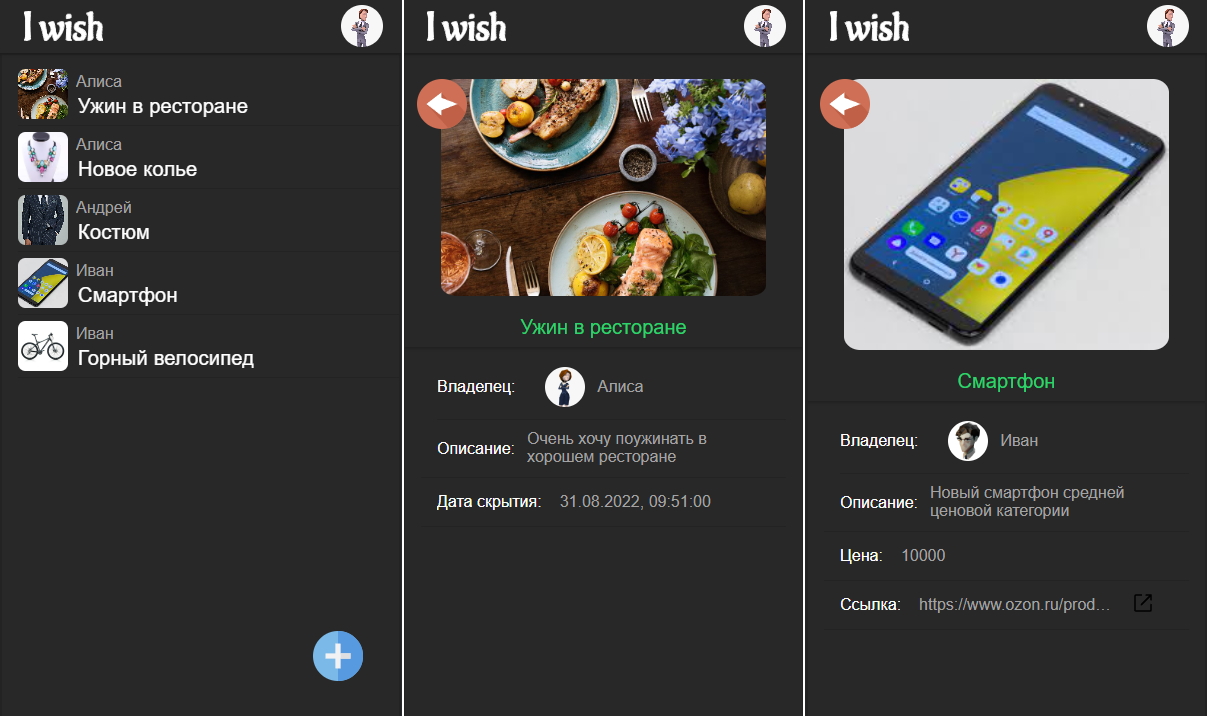 I wish
Алиса
Ужин в ресторане
Алиса
Новое колье
Андрей
Костюм
Иван
Смартфон
Иван
Горный велосипед
I wish
Ужин в ресторане
Владелец:
Алиса
Описание:
Очень хочу поужинать в
хорошем ресторане
Дата скрытия:
31.08.2022, 09:51:00
I wish
Смартфон
Владелец:
Иван
Описание:
Новый смартфон средней
ценовой категории
Цена:
10000
Ссылка:
https://www.ozon.ru/prod…